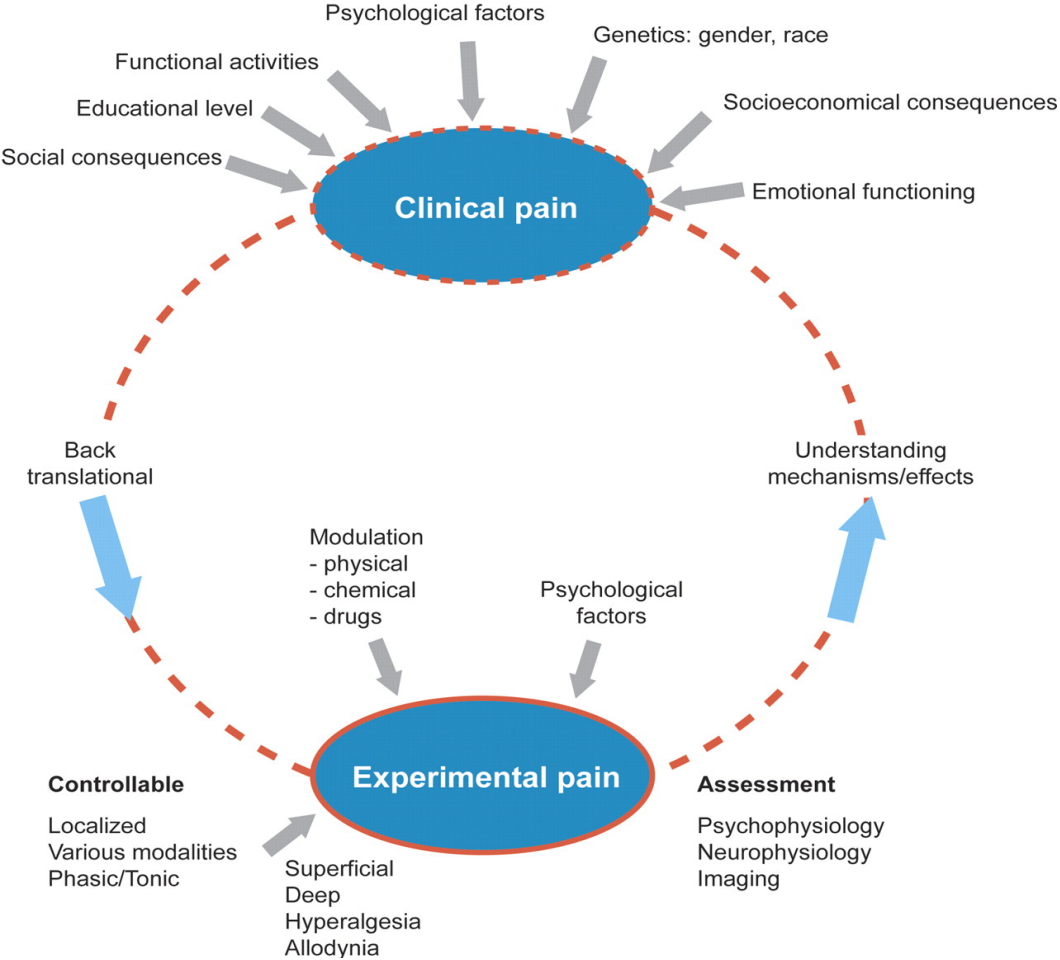 Psychological factors
Genetics: gender, race
Functional activities
Educational level
Socioeconomical consequences
Social consequences
Emotional functioning
Clinical pain
Back
translational
Understanding
mechanisms/effects
Modulation
- physical
- chemical
- drugs
Psychological
factors
Experimental pain
Controllable
Localized
Various modalities
Phasic/Tonic
Superficial
Deep
Hyperalgesia
Allodynia
Assessment
Psychophysiology
Neurophysiology
Imaging